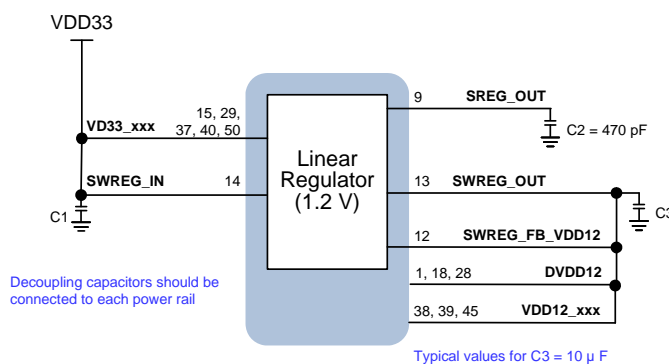 VDD33
15, 29,
37, 40, 50
VD33_xxx
SWREG_IN
14
C1
Linear
Regulator
(1.2 V)
9
SREG_OUT
C2 = 470 pF
13
SWREG_OUT
C3
12
SWREG_FB_VDD12
1, 18, 28
DVDD12
38, 39, 45
VDD12_xxx
Decoupling capacitors should be
connected to each power rail
Typical values for C3 = 10 µ F